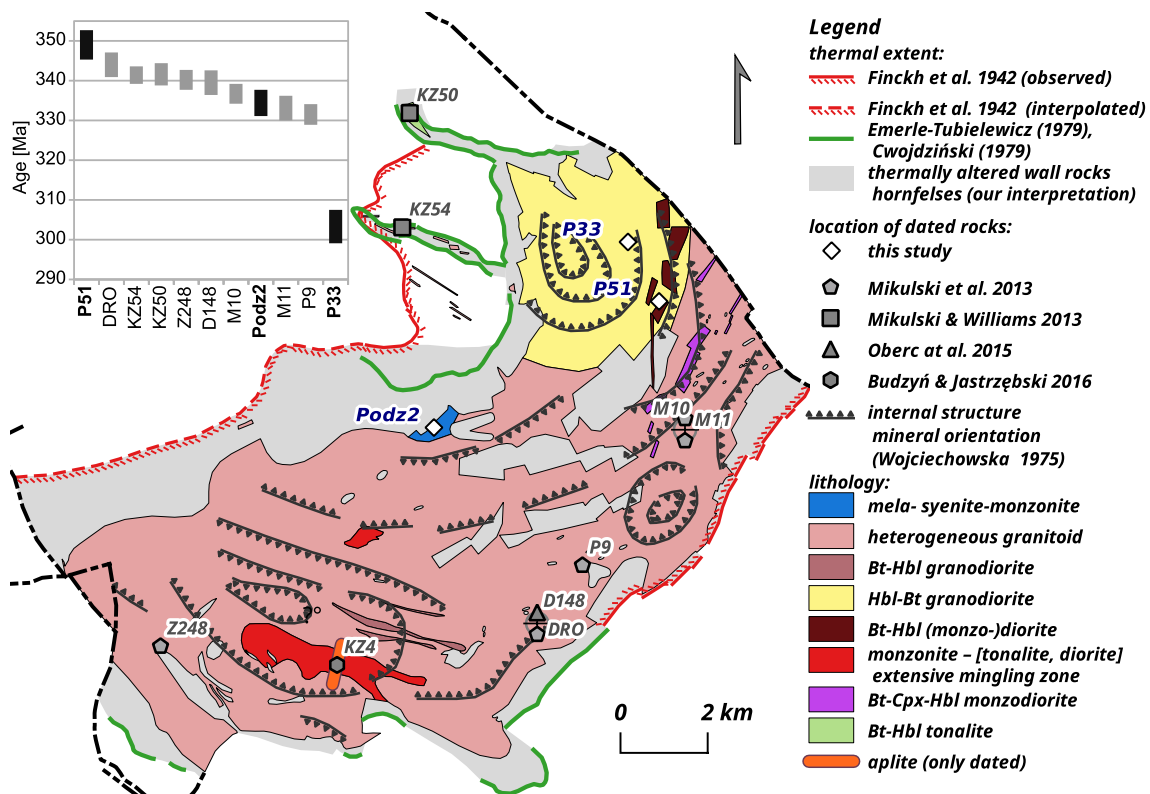 350
340
330
320
310
300
290
Age [Ma]
P51
DRO
KZ54
KZ50
Z248
D148
M10
Podz2
M11
P9
P33
KZ50
KZ54
P33
P51
Podz2
M10
M11
P9
D148
DRO
Z248
KZ4
0 2 km
Legend
thermal extent:
Finckh et al. 1942 (observed)
Finckh et al. 1942 (interpolated)
Emerle-Tubielewicz (1979),
Cwojdziński (1979)
thermally altered wall rocks
hornfelses (our interpretation)
location of dated rocks:
this study
Mikulski et al. 2013
Mikulski & Williams 2013
Oberc at al. 2015
Budzyń & Jastrzębski 2016
internal structure
mineral orientation
(Wojciechowska 1975)
lithology:
mela- syenite-monzonite
heterogeneous granitoid
Bt-Hbl granodiorite
Hbl-Bt granodiorite
Bt-Hbl (monzo-)diorite
monzonite – [tonalite, diorite]
extensive mingling zone
Bt-Cpx-Hbl monzodiorite
Bt-Hbl tonalite
aplite (only dated)